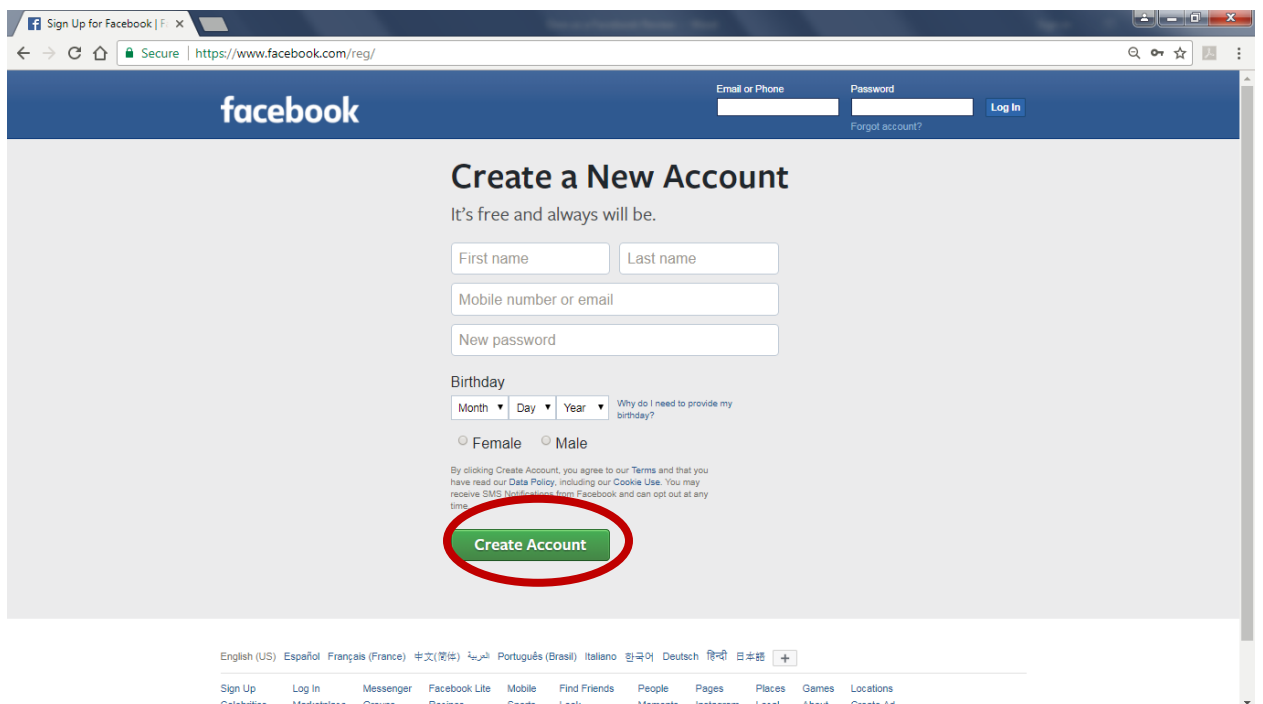 Sign Up for Facebook | F
Secure | https://www.facebook.com/reg/
Email or Phone Password
facebook
Log In
Forgot account?
Create a New Account
It's free and always will be.
First name Last name
Mobile number or email
New password
Birthday
Month Day Year
Why do I need to provide my
birthday?
Female Male
By clicking Create Account, you agree to our Terms and that you
have read our Data Policy, including our Cookie Use. You may
receive SMS Notifications from Facebook and can opt out at any
time.
Create Account
English (US) Español Français (France) 中文(简体) العربية Português (Brasil) Italiano 한국어 Deutsch हिन्दी 日本語 +
Sign Up Log In Messenger Facebook Lite Mobile Find Friends People Pages Places Games Locations